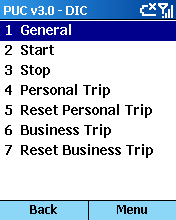 PUC v3.0 - DIC
1 General
2 Start
3 Stop
4 Personal Trip
5 Reset Personal Trip
6 Business Trip
7 Reset Business Trip
Back Menu